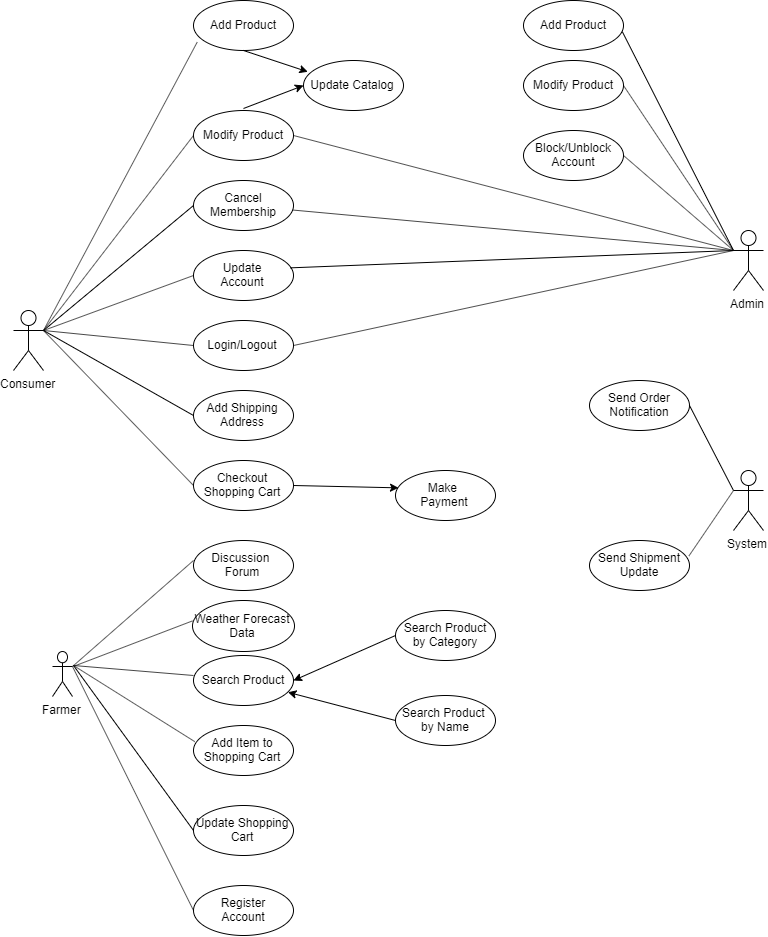 Add Product
Add Product
Update Catalog
Modify Product
Modify Product
Block/Unblock
Account
Cancel
Membership
Update
Account
Admin
Login/Logout
Consumer
Add Shipping
Address
Send Order
Notification
Checkout
Shopping Cart
Make
Payment
System
Discussion
Forum
Send Shipment
Update
Weather Forecast
Data
Search Product
by Category
Search Product
Farmer
Search Product
by Name
Add Item to
Shopping Cart
Update Shopping
Cart
Register
Account